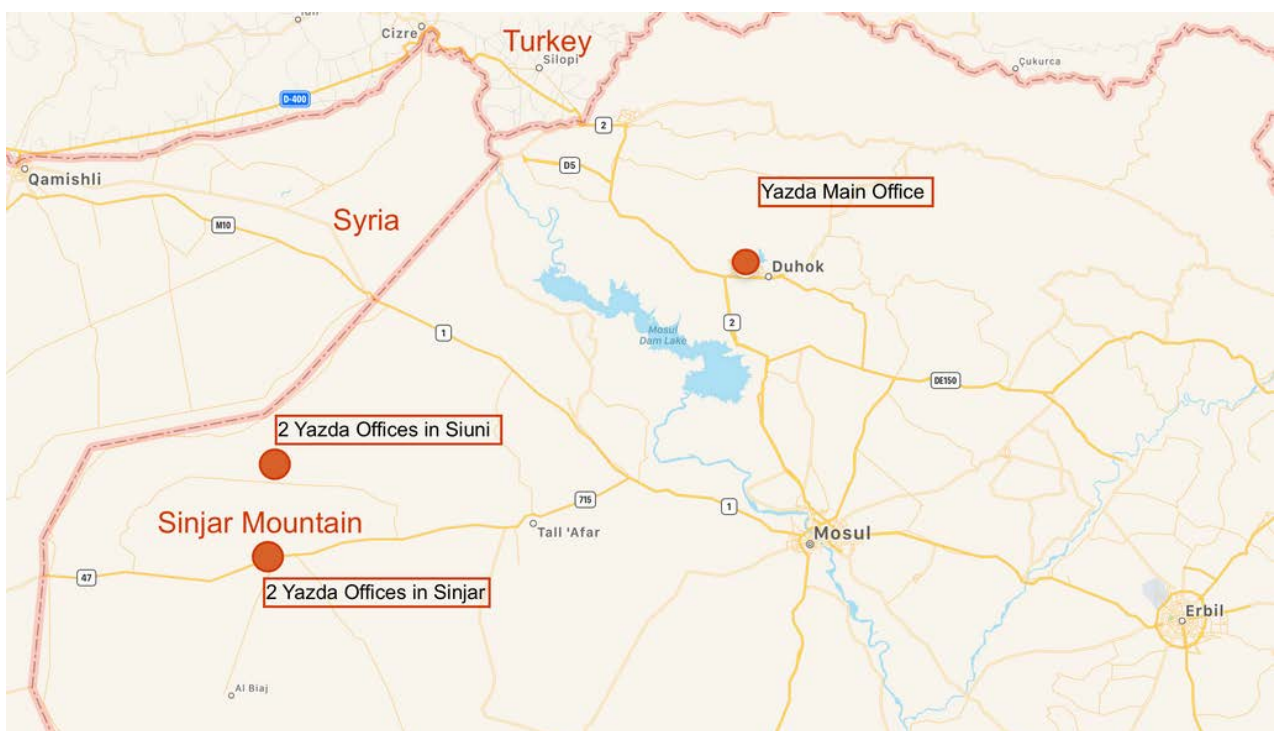 Cizre
Turkey
Silopi
Çukurca
D-400
2
Qamishli
D5
Yazda Main Office
Syria
M10
Duhok
1
2
Mosul
Dam Lake
DE150
2 Yazda Offices in Siuni
715
Sinjar Mountain
1
Tall 'Afar
Mosul
47
2 Yazda Offices in Sinjar
Erbil
Al Biaj